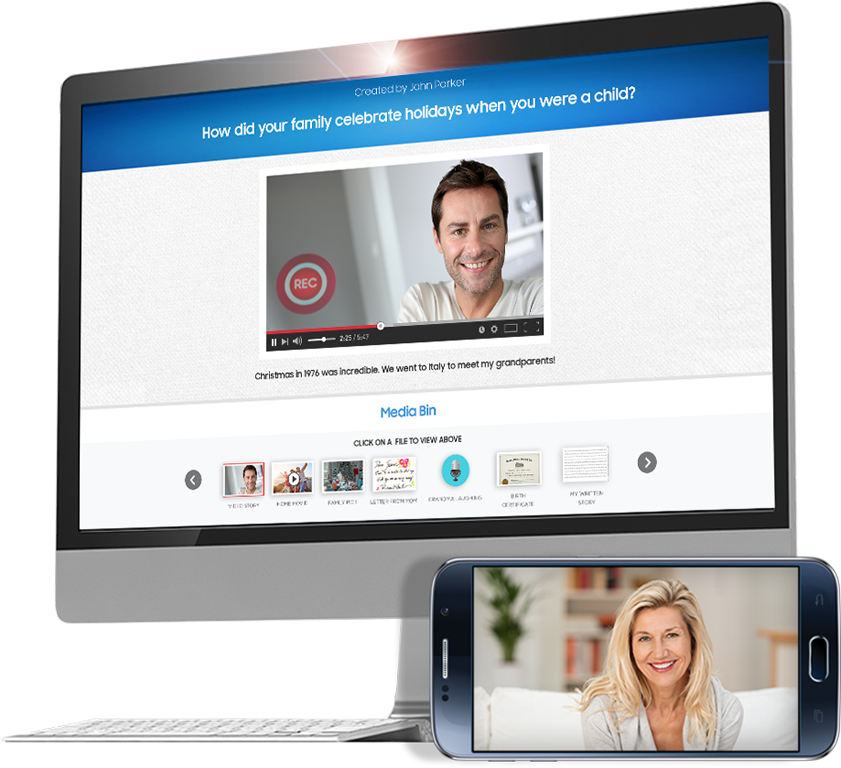 Created by John Parker
How did your family celebrate holidays when you were a child?
REC
2:25 / 5:47
Christmas in 1976 was incredible. We went to Italy to meet my grandparents!
Media Bin
CLICK ON A FILE TO VIEW ABOVE
VIDEO STORY
HOME MOVIE
FAMILY PIC 1
LETTER FROM MOM
GRANDMA LAUGHING
BIRTH
CERTIFICATE
MY WRITTEN
STORY